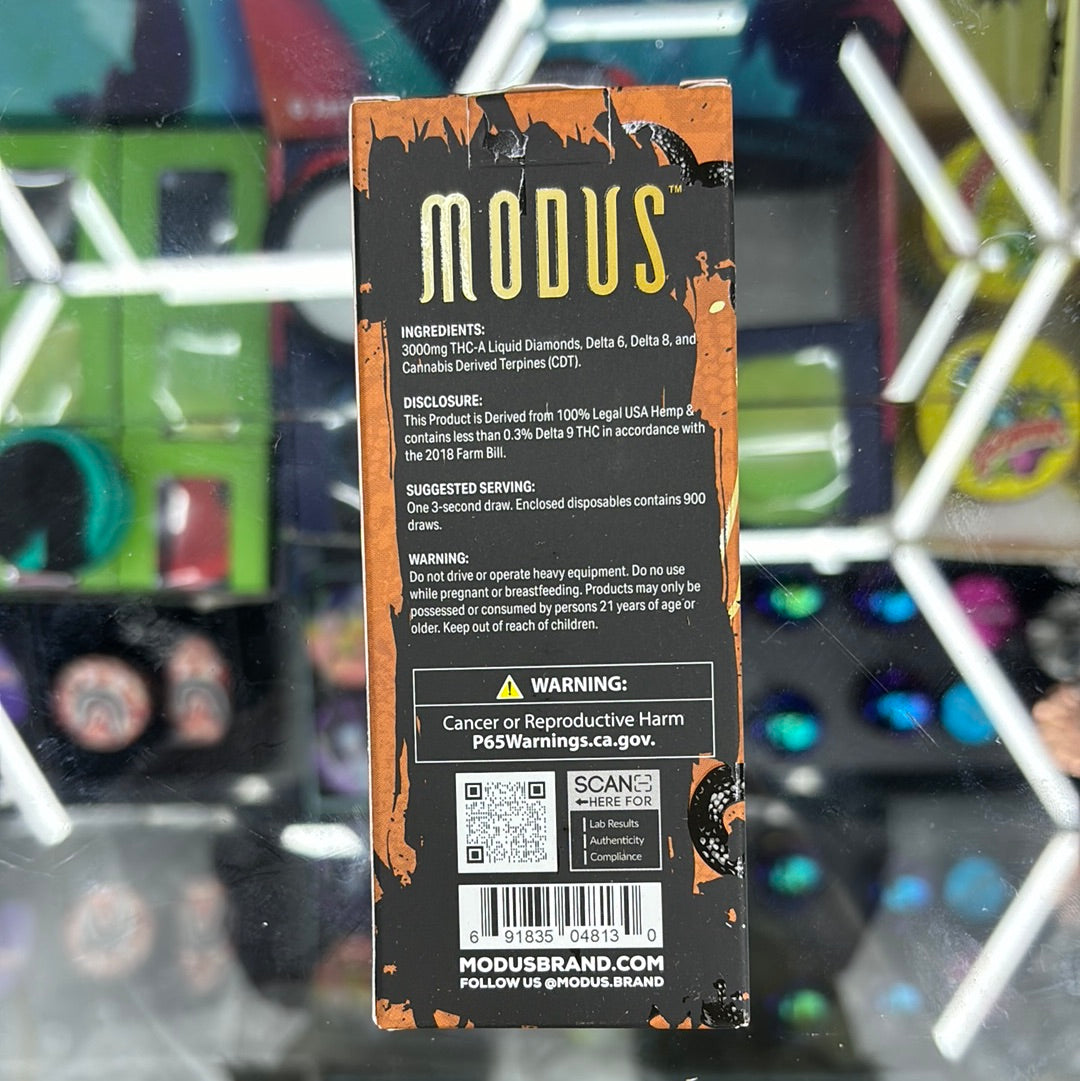 MODUS™
INGREDIENTS:
3000mg THC-A Liquid Diamonds, Delta 6, Delta 8, and
Cannabis Derived Terpines (CDT).
DISCLOSURE:
This Product is Derived from 100% Legal USA Hemp &
contains less than 0.3% Delta 9 THC in accordance with
the 2018 Farm Bill.
SUGGESTED SERVING:
One 3-second draw. Enclosed disposables contains 900
draws.
WARNING:
Do not drive or operate heavy equipment. Do no use
while pregnant or breastfeeding. Products may only be
possessed or consumed by persons 21 years of age or
older. Keep out of reach of children.
WARNING:
Cancer or Reproductive Harm
P65Warnings.ca.gov.
SCAN
HERE FOR
Lab Results
Authenticity
Compliance
6 91835 04813 0
MODUSBRAND.COM
FOLLOW US @MODUS.BRAND